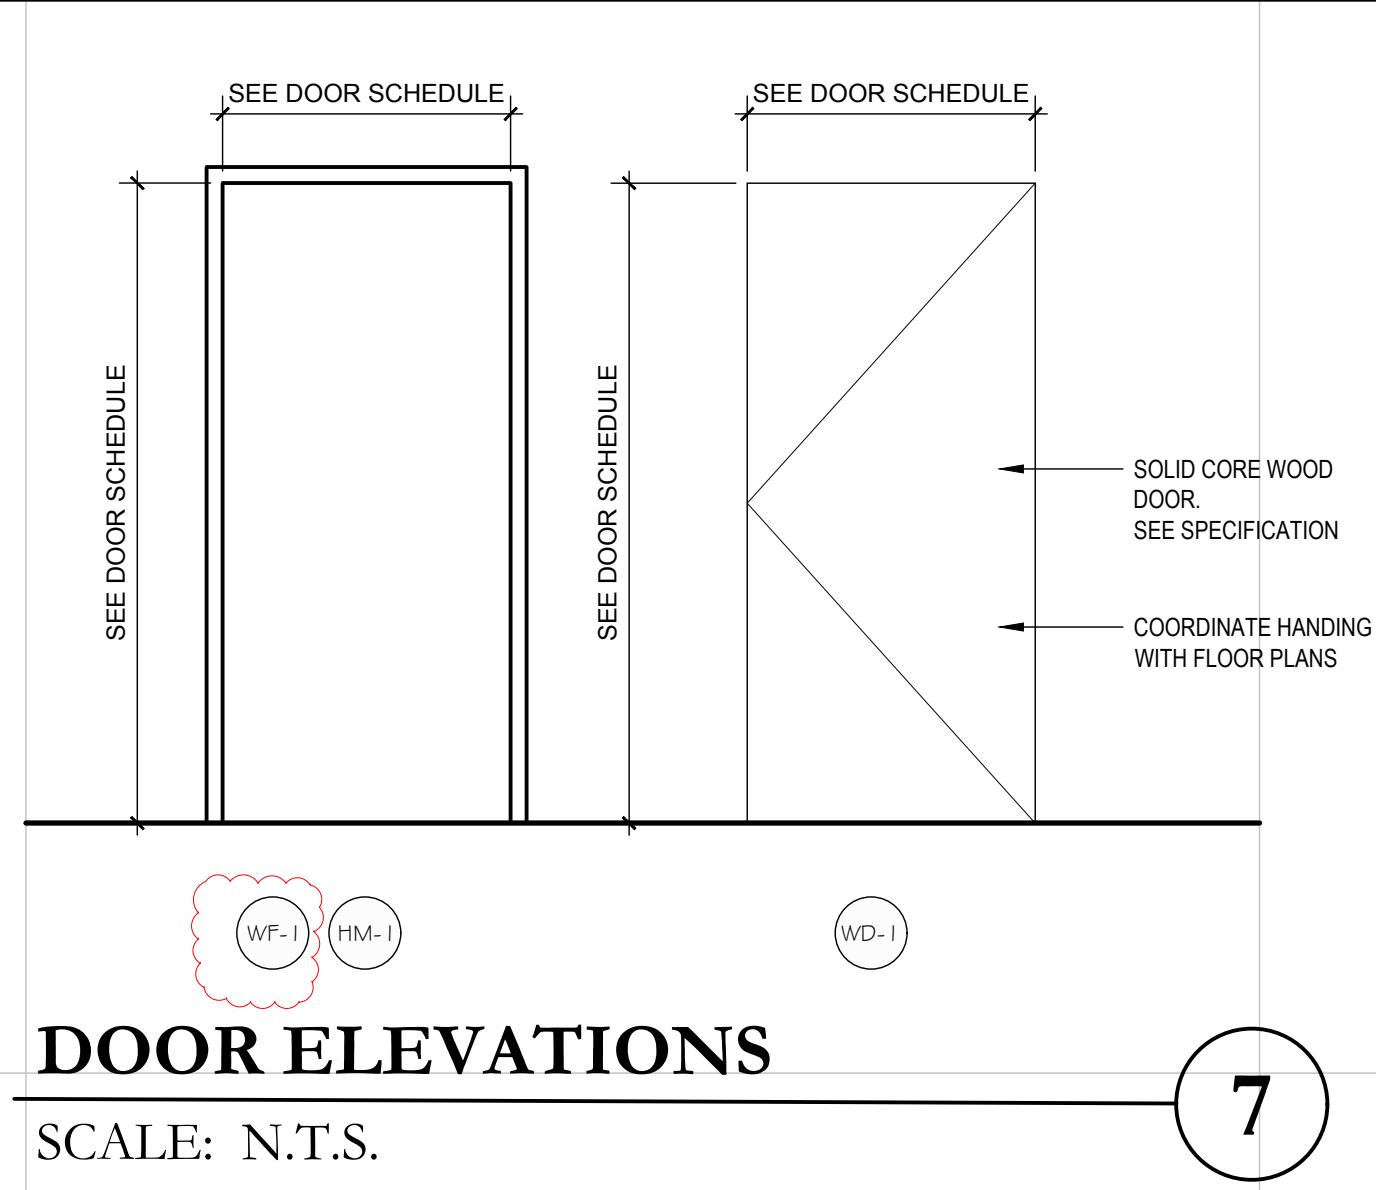 SEE DOOR SCHEDULE
SEE DOOR SCHEDULE
SEE DOOR SCHEDULE
SEE DOOR SCHEDULE
SOLID CORE WOOD
DOOR.
SEE SPECIFICATION
COORDINATE HANDING
WITH FLOOR PLANS
WF-1
HM-1
WD-1
DOOR ELEVATIONS
7
SCALE: N.T.S.